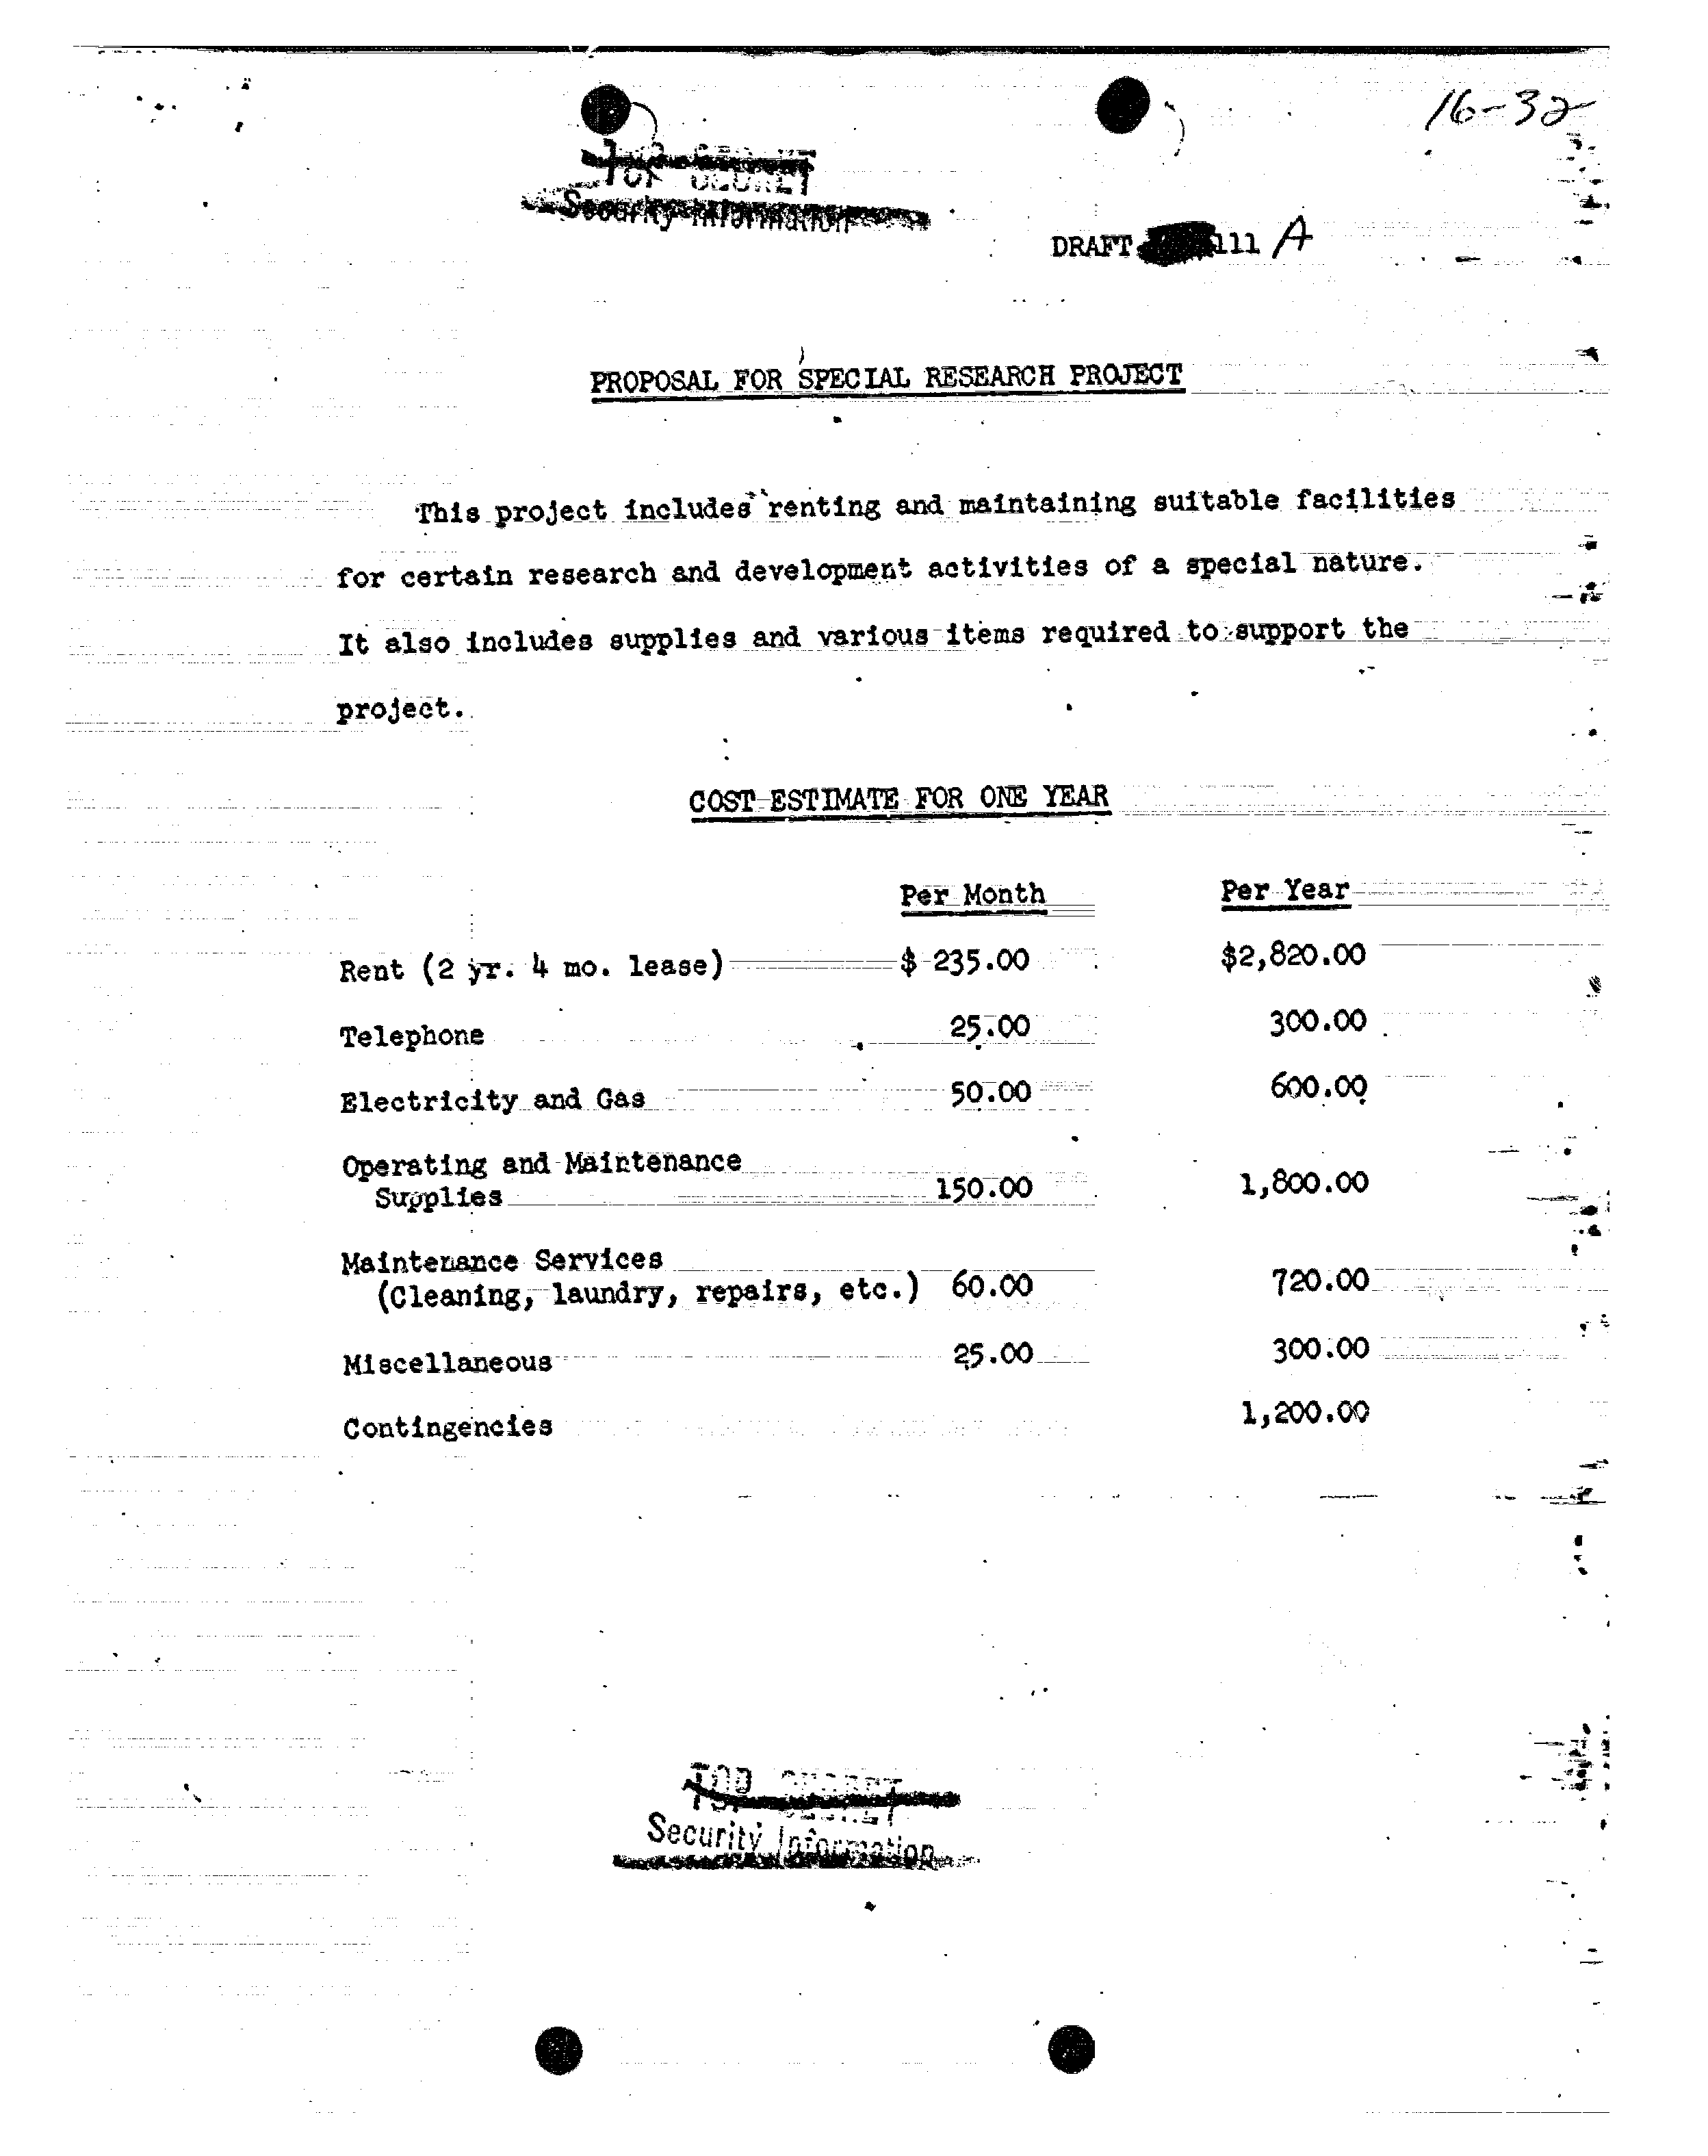 16-32
TOP SECRET
Security Information
DRAFT 111 A
PROPOSAL FOR SPECIAL RESEARCH PROJECT
This project includes renting and maintaining suitable facilities
for certain research and development activities of a special nature.
It also includes supplies and various items required to support the
project.
COST ESTIMATE FOR ONE YEAR
Per Month Per Year
Rent (2 yr. 4 mo. lease) $ 235.00 $2,820.00
Telephone 25.00 300.00
Electricity and Gas 50.00 600.00
Operating and Maintenance
Supplies 150.00 1,800.00
Maintenance Services
(Cleaning, laundry, repairs, etc.) 60.00 720.00
Miscellaneous 25.00 300.00
Contingencies 1,200.00
TOP SECRET
Security Information